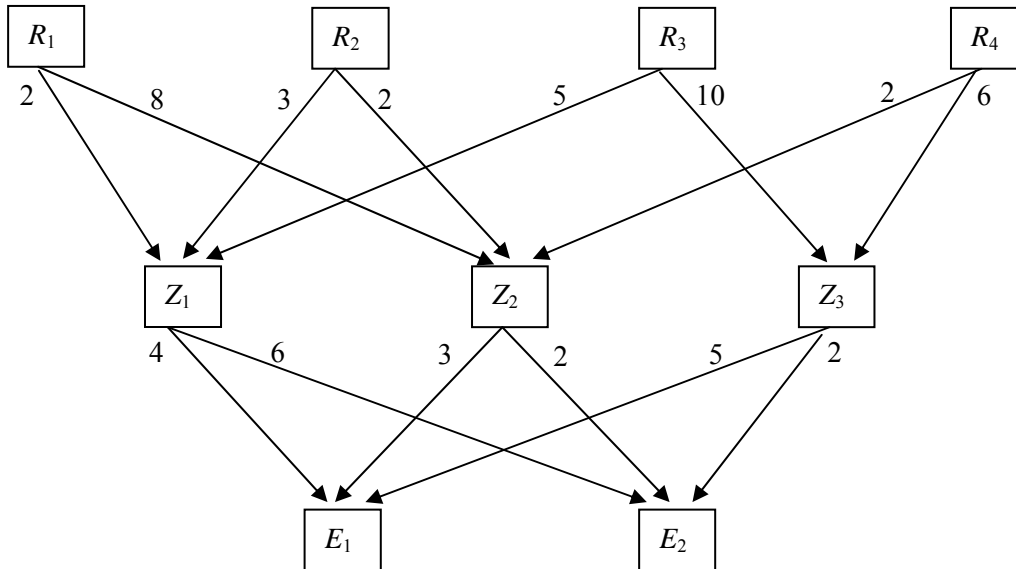 R₁ R₂ R₃ R₄
2 8 3 2 5 10 2 6
Z₁ Z₂ Z₃
4 6 3 2 5 2
E₁ E₂